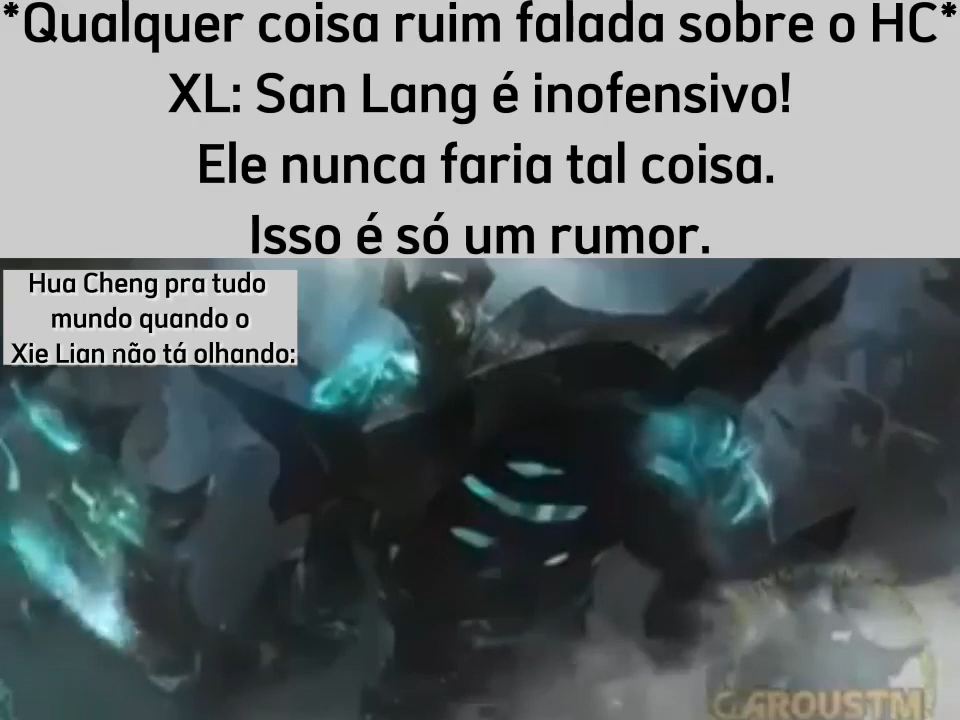 *Qualquer coisa ruim falada sobre o HC*
XL: San Lang é inofensivo!
Ele nunca faria tal coisa.
Isso é só um rumor.
Hua Cheng pra tudo
mundo quando o
Xie Lian não tá olhando:
GAROUSTM